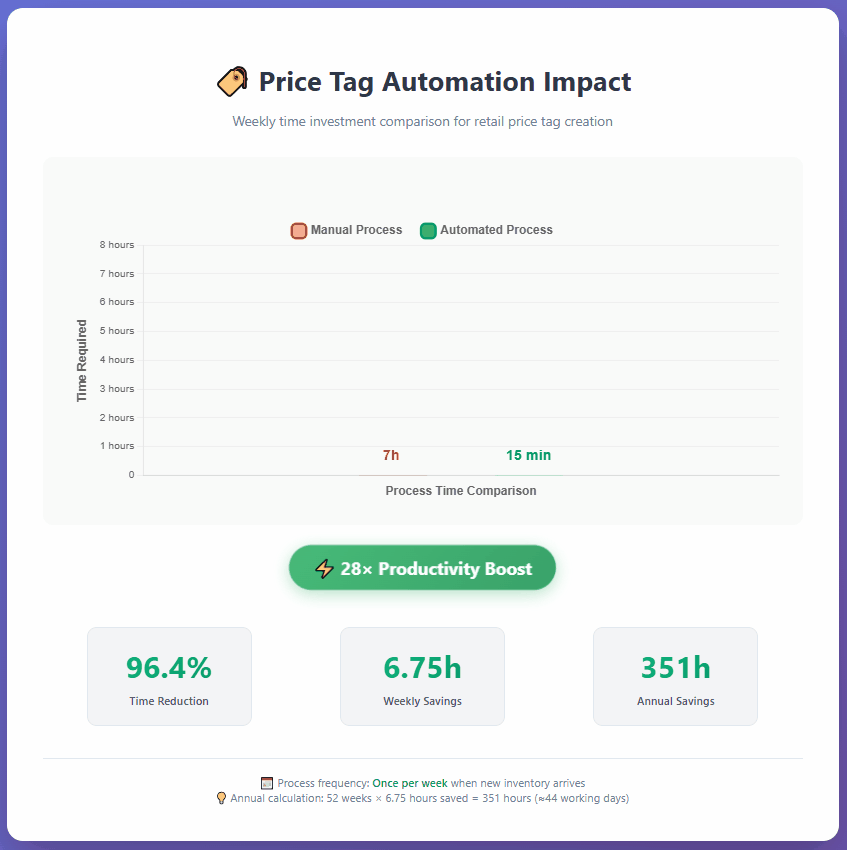 Price Tag Automation Impact
Weekly time investment comparison for retail price tag creation
Manual Process Automated Process
8 hours
7 hours
6 hours
5 hours
4 hours
3 hours
2 hours
1 hours
0
Time Required
7h 15 min
Process Time Comparison
⚡ 28× Productivity Boost
96.4% 6.75h 351h
Time Reduction Weekly Savings Annual Savings
Process frequency: Once per week when new inventory arrives
Annual calculation: 52 weeks × 6.75 hours saved = 351 hours (≈44 working days)